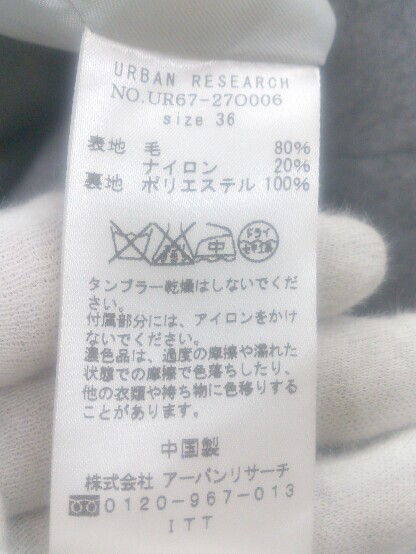 URBAN RESEARCH
NO.UR67-27O006
size 36
表地 毛 80%
ナイロン 20%
裏地 ポリエステル 100%
中 ドライ
タンブラー乾燥はしないでくだ
さい。
付属部分には、アイロンをかけ
ないでください。
濃色品は、過度の摩擦や濡れた
状態での摩擦で色落ちしたり、
他の衣類や持ち物に色移りする
ことがあります。
中国製
株式会社 アーバンリサーチ
0120-967-013
ITT